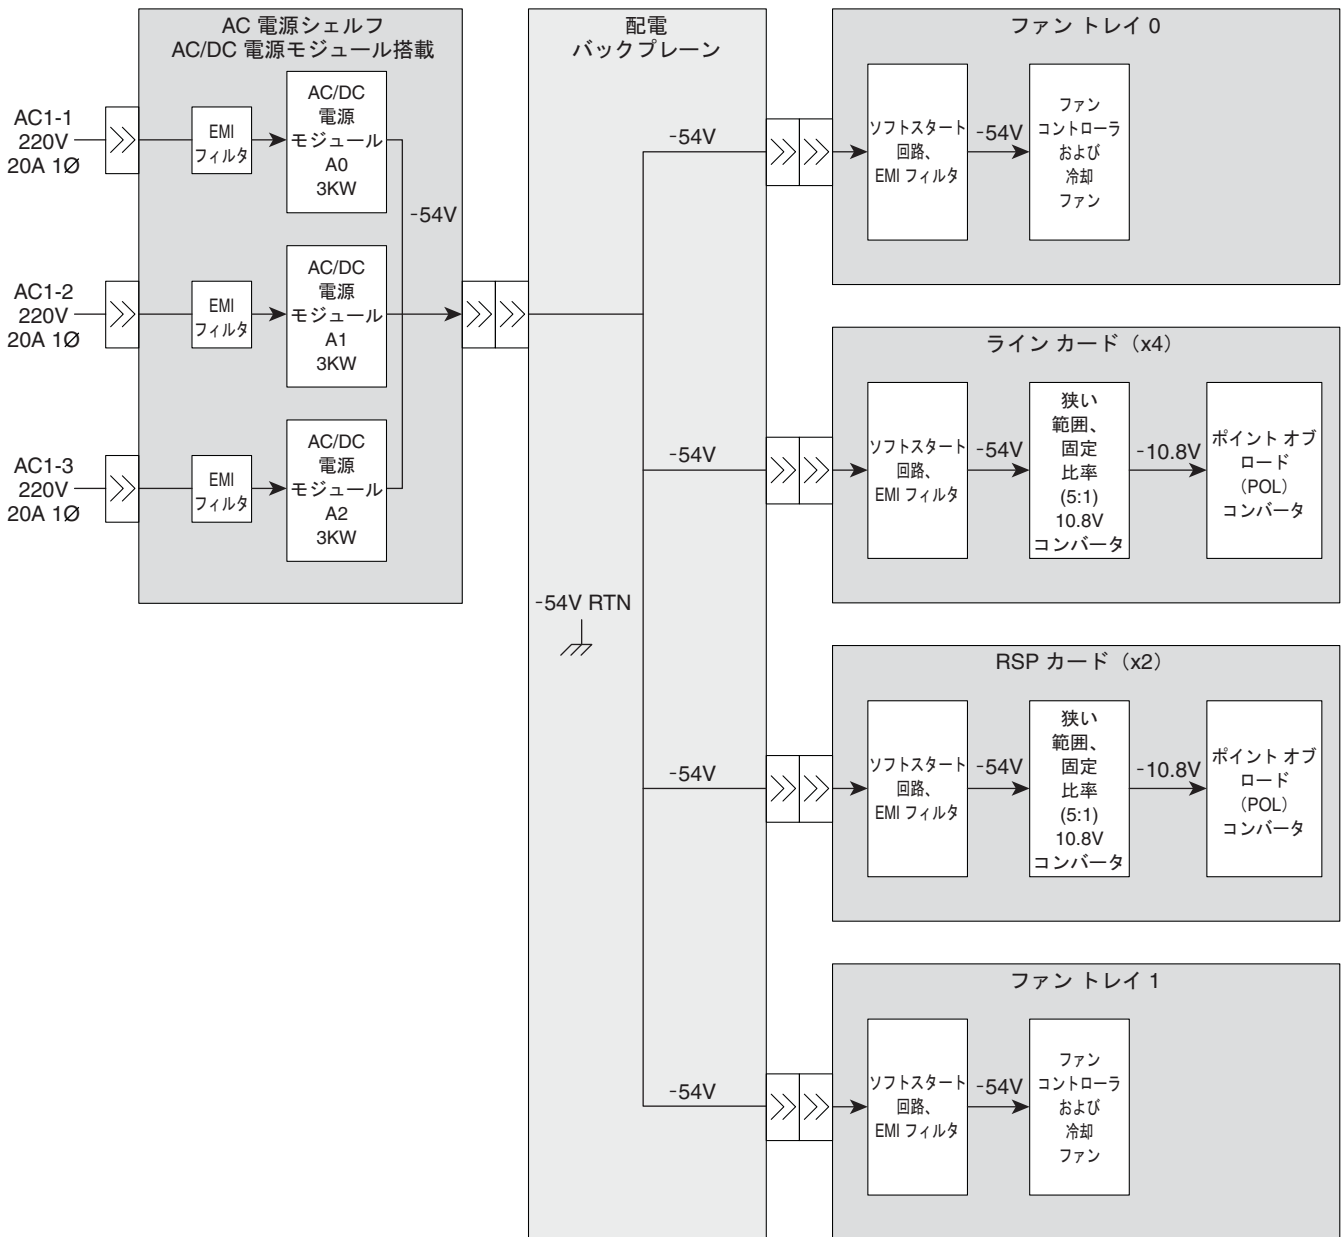 AC 電源シェルフ
AC/DC 電源モジュール搭載
AC1-1
220V
20A 1Ø
EMI
フィルタ
AC/DC
電源
モジュール
A0
3KW
-54V
AC1-2
220V
20A 1Ø
EMI
フィルタ
AC/DC
電源
モジュール
A1
3KW
AC1-3
220V
20A 1Ø
EMI
フィルタ
AC/DC
電源
モジュール
A2
3KW
配電
バックプレーン
-54V
-54V
-54V RTN
-54V
-54V
ファン トレイ 0
ソフトスタート
回路、
EMI フィルタ
-54V
ファン
コントローラ
および
冷却
ファン
ライン カード（x4）
ソフトスタート
回路、
EMI フィルタ
-54V
狭い
範囲、
固定
比率
(5:1)
10.8V
コンバータ
-10.8V
ポイント オブ
ロード
（POL）
コンバータ
RSP カード（x2）
ソフトスタート
回路、
EMI フィルタ
-54V
狭い
範囲、
固定
比率
(5:1)
10.8V
コンバータ
-10.8V
ポイント オブ
ロード
（POL）
コンバータ
ファン トレイ 1
ソフトスタート
回路、
EMI フィルタ
-54V
ファン
コントローラ
および
冷却
ファン